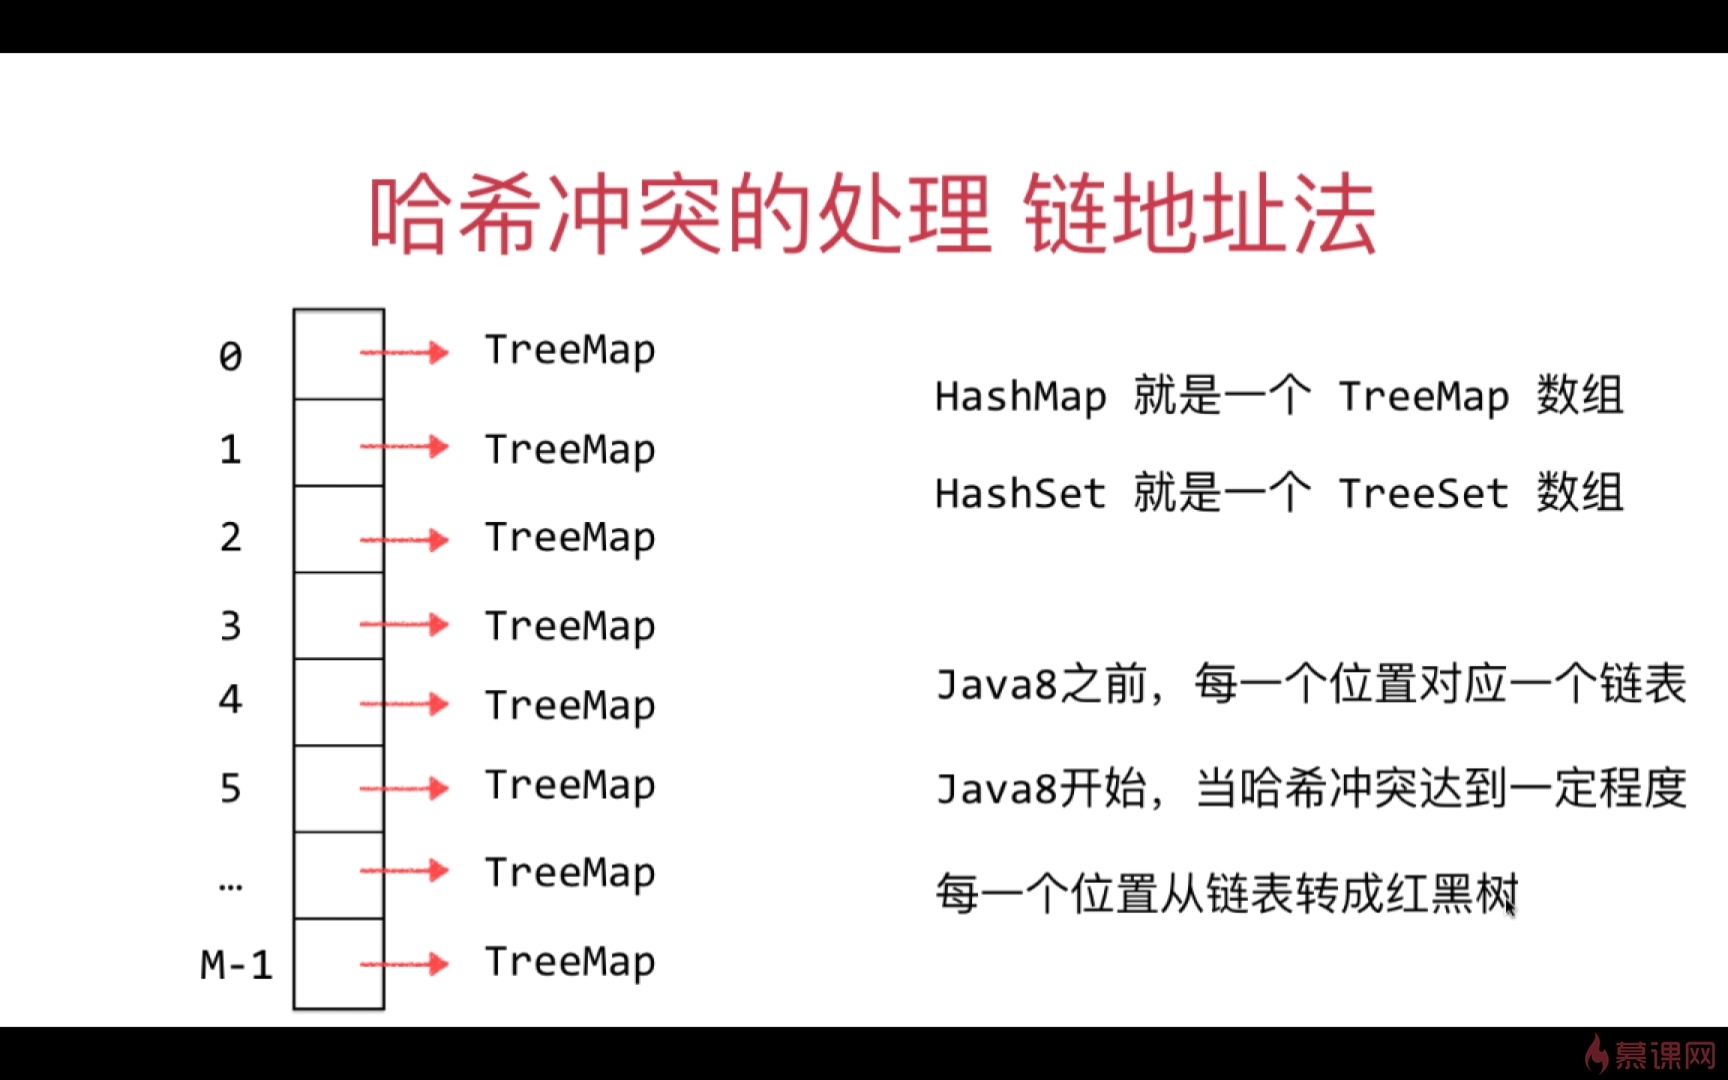 哈希冲突的处理 链地址法
0 TreeMap
1 TreeMap
2 TreeMap
3 TreeMap
4 TreeMap
5 TreeMap
… TreeMap
M-1 TreeMap
HashMap 就是一个 TreeMap 数组
HashSet 就是一个 TreeSet 数组
Java8之前，每一个位置对应一个链表
Java8开始，当哈希冲突达到一定程度
每一个位置从链表转成红黑树
慕课网